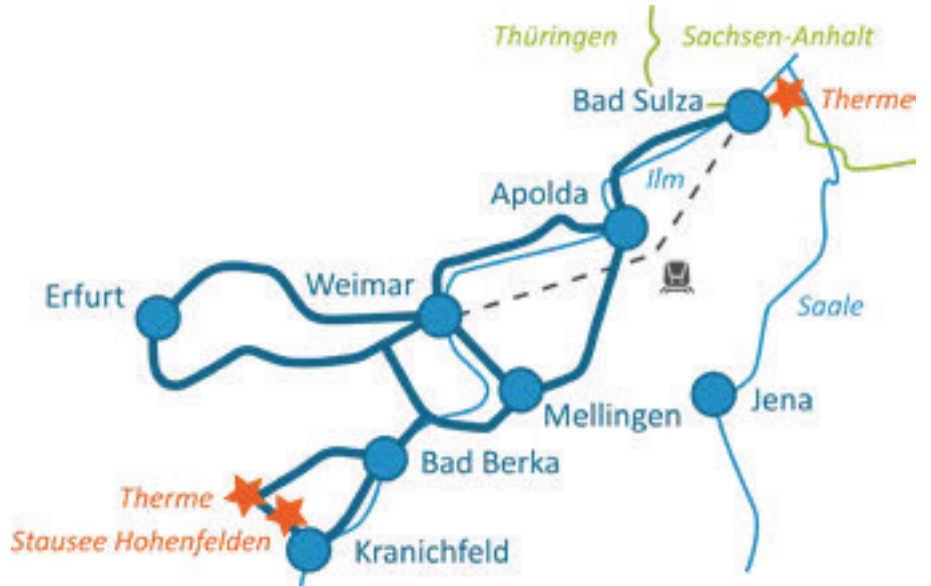 Thüringen
Sachsen-Anhalt
Bad Sulza
Therme
Ilm
Apolda
Weimar
Erfurt
Saale
Mellingen
Jena
Bad Berka
Therme
Stausee Hohenfelden
Kranichfeld